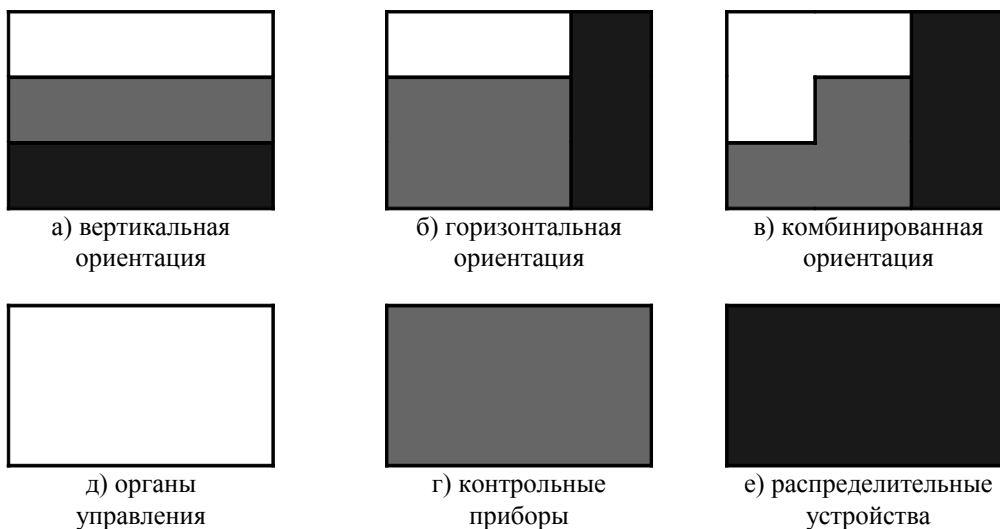 а) вертикальная
ориентация
б) горизонтальная
ориентация
в) комбинированная
ориентация
д) органы
управления
г) контрольные
приборы
е) распределительные
устройства